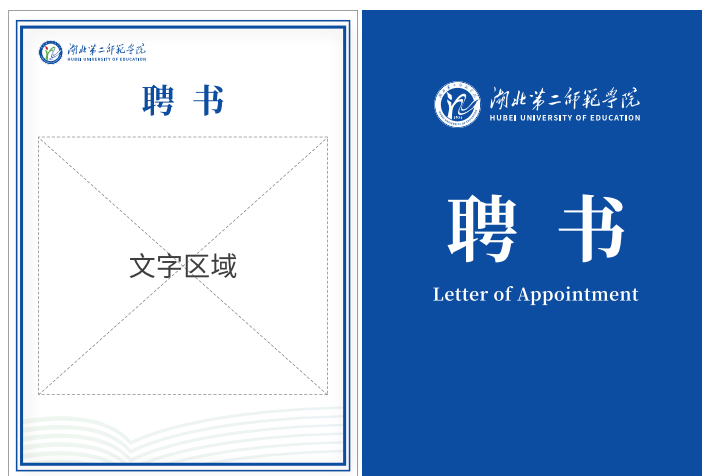 湖北第二师范学院
HUBEI UNIVERSITY OF EDUCATION
聘 书
文字区域
湖北第二师范学院
HUBEI UNIVERSITY OF EDUCATION
聘 书
Letter of Appointment